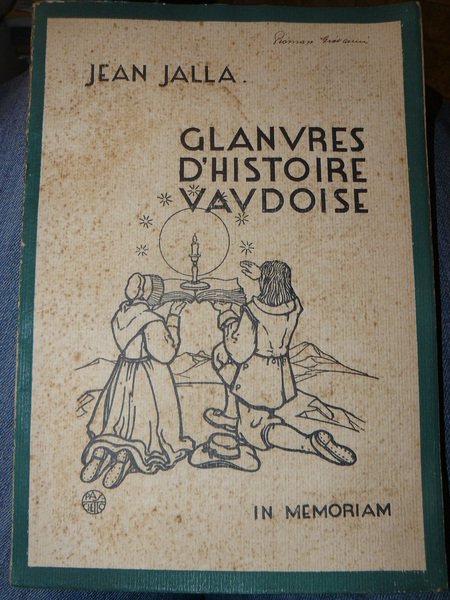 JEAN JALLA.
GLANVRES
D'HISTOIRE
VAVDOISE
IN MEMORIAM